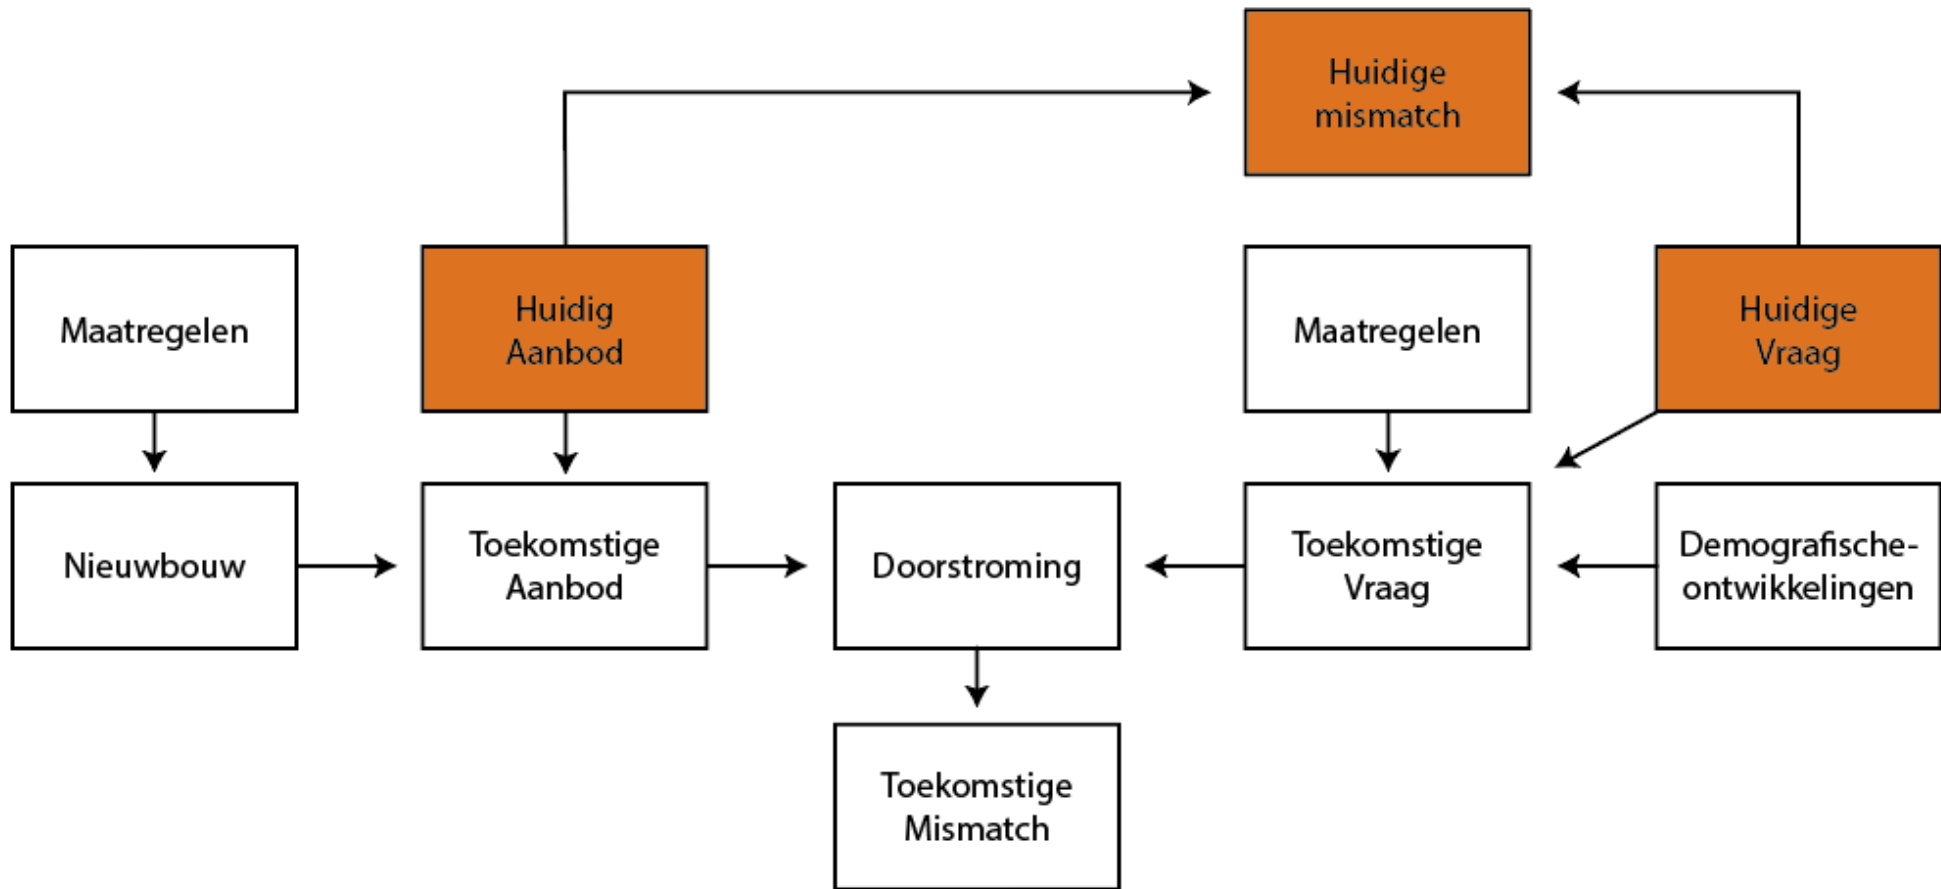 Huidige
mismatch
Maatregelen
Huidig
Aanbod
Maatregelen
Huidige
Vraag
Nieuwbouw
Toekomstige
Aanbod
Doorstroming
Toekomstige
Vraag
Demografische-
ontwikkelingen
Toekomstige
Mismatch